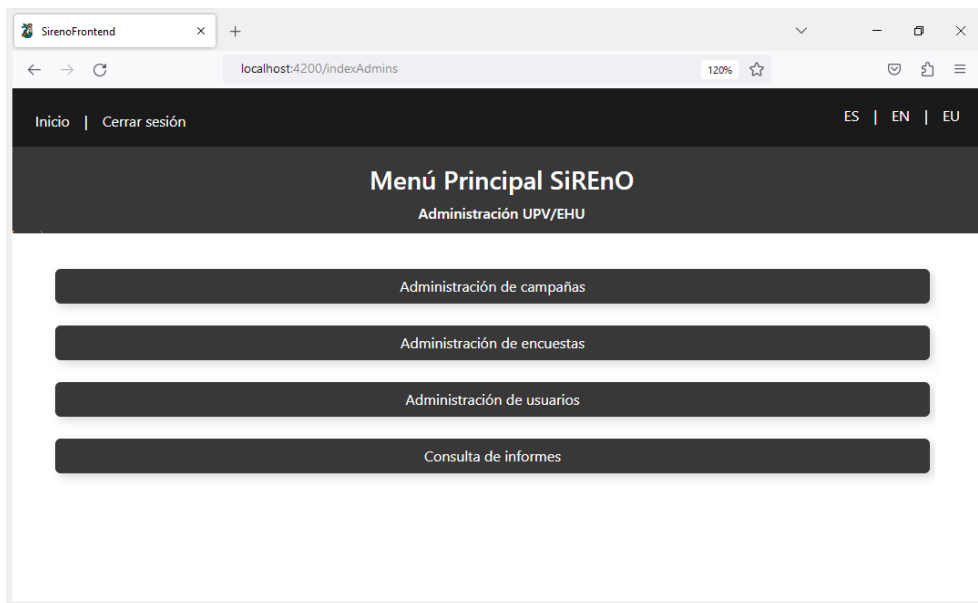 SirenoFrontend
localhost:4200/indexAdmins 120%
Inicio | Cerrar sesión ES | EN | EU
Menú Principal SiREnO
Administración UPV/EHU
Administración de campañas
Administración de encuestas
Administración de usuarios
Consulta de informes